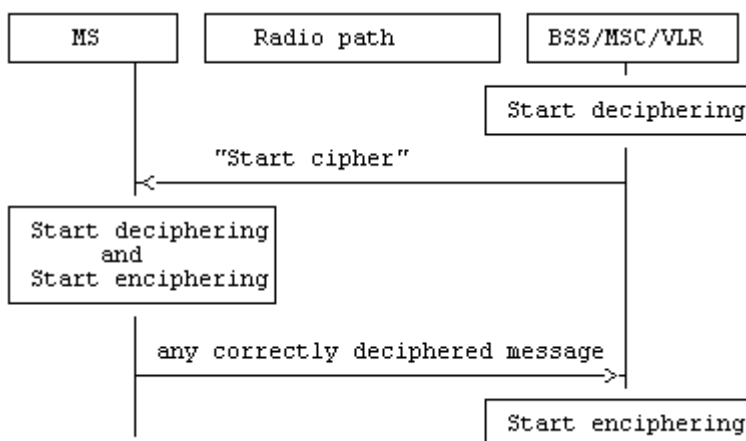 MS
Radio path
BSS/MSC/VLR
Start deciphering
"Start cipher"
Start deciphering
and
Start enciphering
any correctly deciphered message
Start enciphering